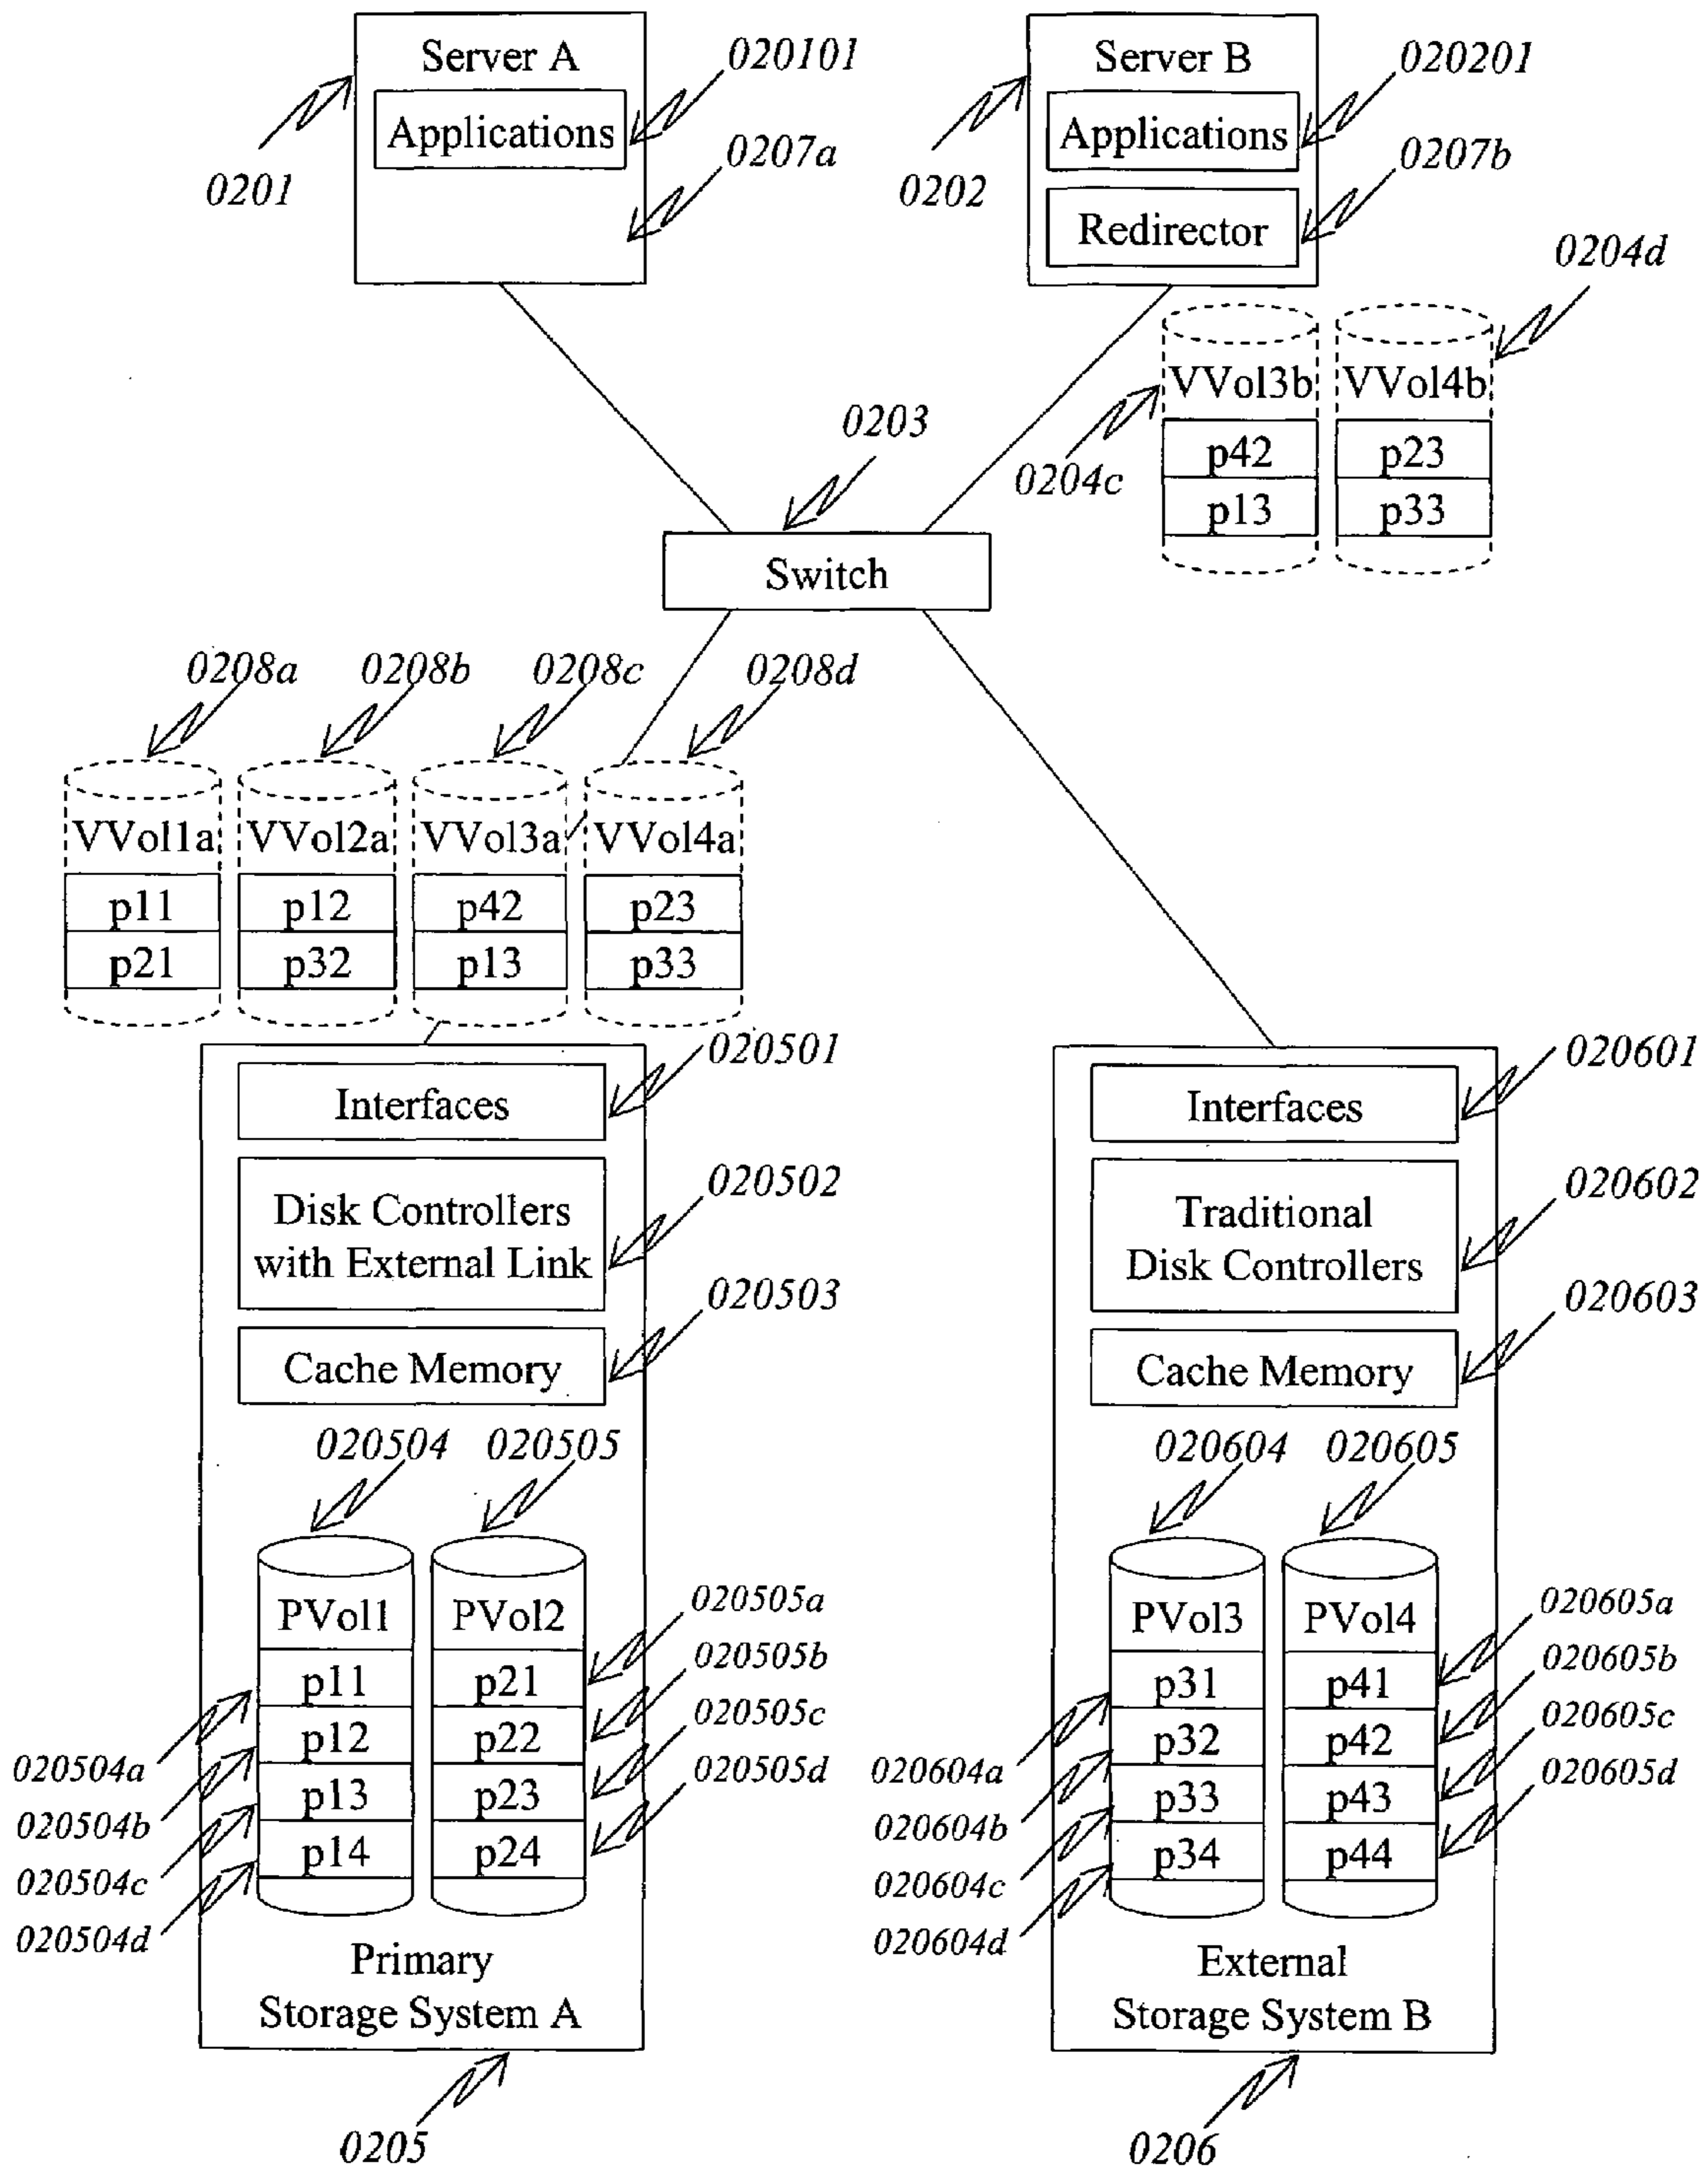 Server A
020101
Server B
020201
Applications
Applications
0207a
0207b
0201
0202
Redirector
0204d
VVol3b
VVol4b
0203
0204c
p42
p23
p13
p33
Switch
0208a
0208b
0208c
0208d
VVol1a
VVol2a
VVol3a
VVol4a
p11
p12
p42
p23
p21
p32
p13
p33
020501
020601
Interfaces
Interfaces
020502
020602
Disk Controllers
with External Link
Traditional
Disk Controllers
020503
020603
Cache Memory
Cache Memory
020504
020505
020604
020605
PVol1
PVol2
020505a
PVol3
PVol4
020605a
p11
p21
020505b
p31
p41
020605b
p12
p22
020505c
p32
p42
020605c
020504a
020505d
020604a
020605d
p13
p23
p33
p43
020504b
020604b
p14
p24
p34
p44
020504c
020604c
020504d
020604d
Primary
Storage System A
External
Storage System B
0205
0206